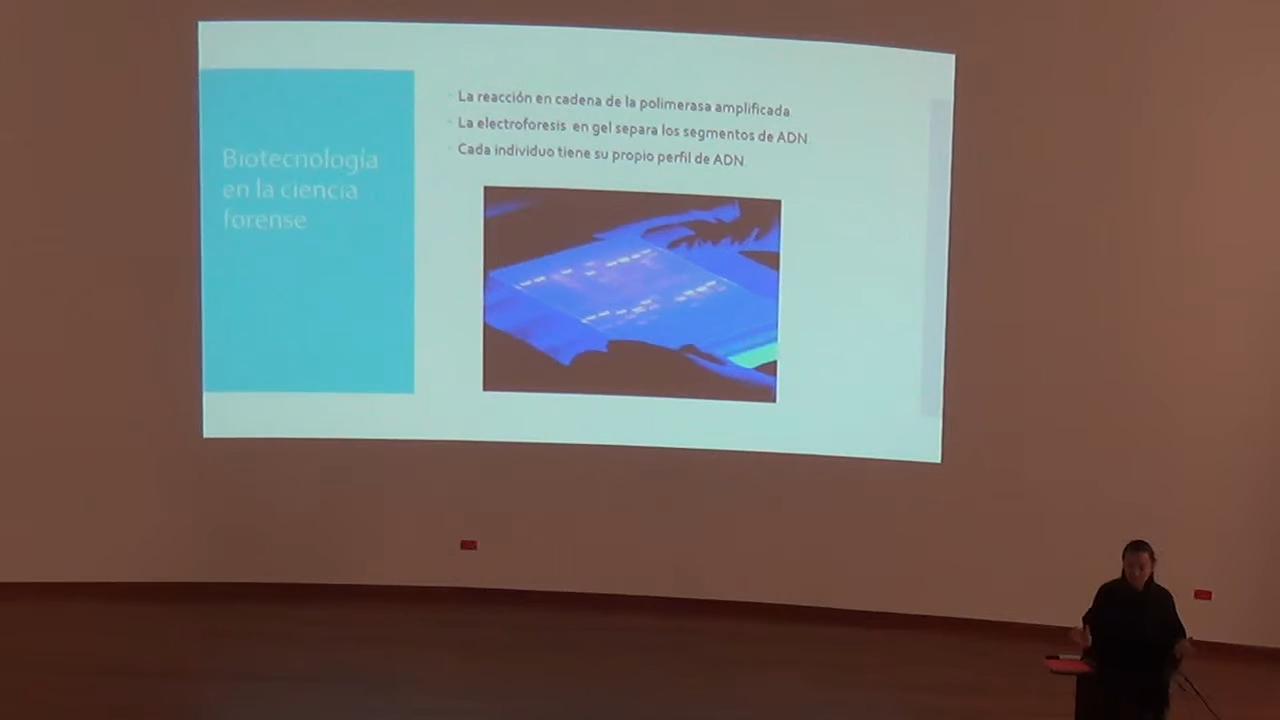 Biotecnología
en la ciencia
forense
La reacción en cadena de la polimerasa amplificada
La electroforesis en gel separa los segmentos de ADN
Cada individuo tiene su propio perfil de ADN